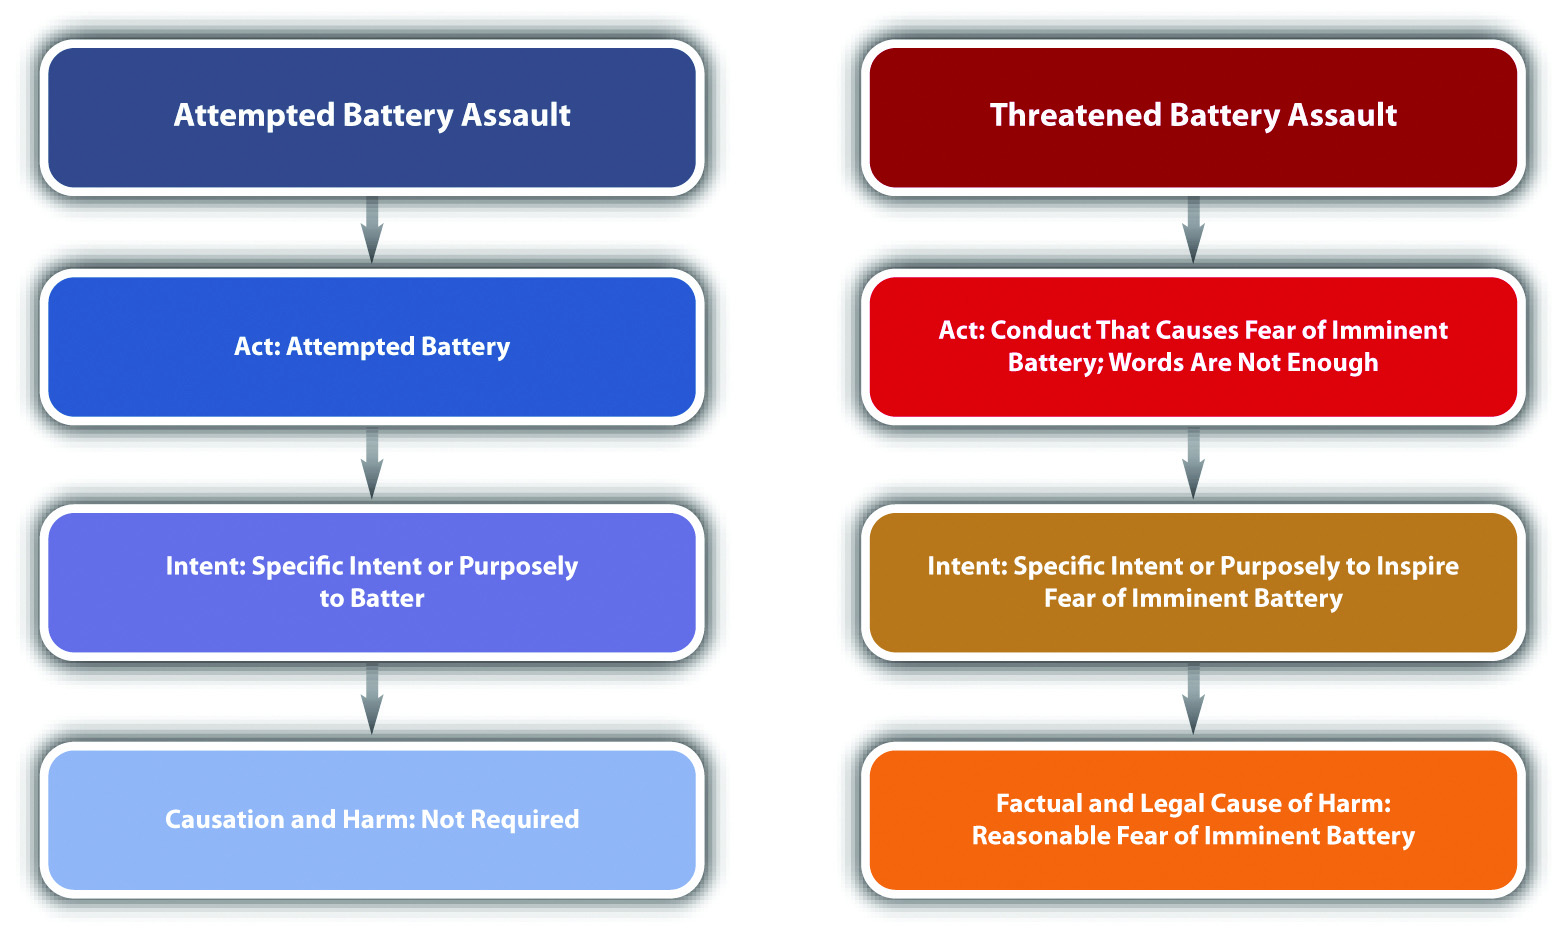 Attempted Battery Assault
Act: Attempted Battery
Intent: Specific Intent or Purposely
to Batter
Causation and Harm: Not Required
Threatened Battery Assault
Act: Conduct That Causes Fear of Imminent
Battery; Words Are Not Enough
Intent: Specific Intent or Purposely to Inspire
Fear of Imminent Battery
Factual and Legal Cause of Harm:
Reasonable Fear of Imminent Battery